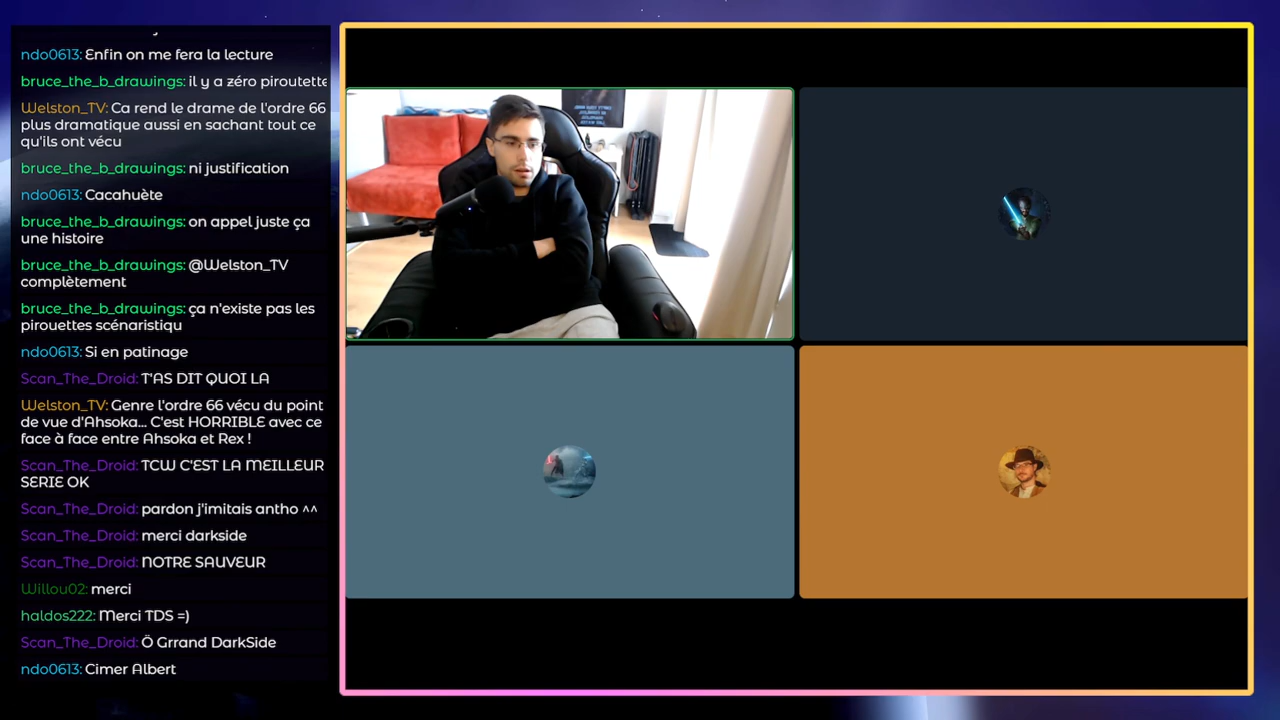 ndo0613: Enfin on me fera la lecture
bruce_the_b_drawings: il y a zéro piroutette
Welston_TV: Ca rend le drame de l'ordre 66
plus dramatique aussi en sachant tout ce
qu'ils ont vécu
bruce_the_b_drawings: ni justification
ndo0613: Cacahuète
bruce_the_b_drawings: on appel juste ça
une histoire
bruce_the_b_drawings: @Welston_TV
complètement
bruce_the_b_drawings: ça n'existe pas les
pirouettes scénaristiqu
ndo0613: Si en patinage
Scan_The_Droid: T'AS DIT QUOI LA
Welston_TV: Genre l'ordre 66 vécu du point
de vue d'Ahsoka... C'est HORRIBLE avec ce
face à face entre Ahsoka et Rex !
Scan_The_Droid: TCW C'EST LA MEILLEUR
SERIE OK
Scan_The_Droid: pardon j'imitais antho ^^
Scan_The_Droid: merci darkside
Scan_The_Droid: NOTRE SAUVEUR
Willou02: merci
haldos222: Merci TDS =)
Scan_The_Droid: Ö Grrand DarkSide
ndo0613: Cimer Albert